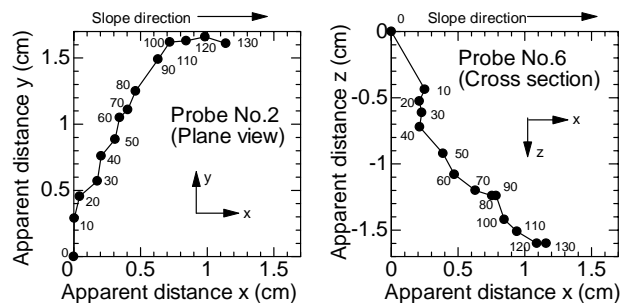 Slope direction
Apparent distance y (cm)
1.5
1
0.5
0
100
110
120
130
90
80
70
60
50
40
30
20
10
0
Probe No.2
(Plane view)
y
x
0 0.5 1 1.5
Apparent distance x (cm)
0 Slope direction
Apparent distance z (cm)
0
-0.5
-1
-1.5
Probe No.6
(Cross section)
10
20
30
40
50
60
70
80
90
100
110
120
130
x
z
0 0.5 1 1.5
Apparent distance x (cm)